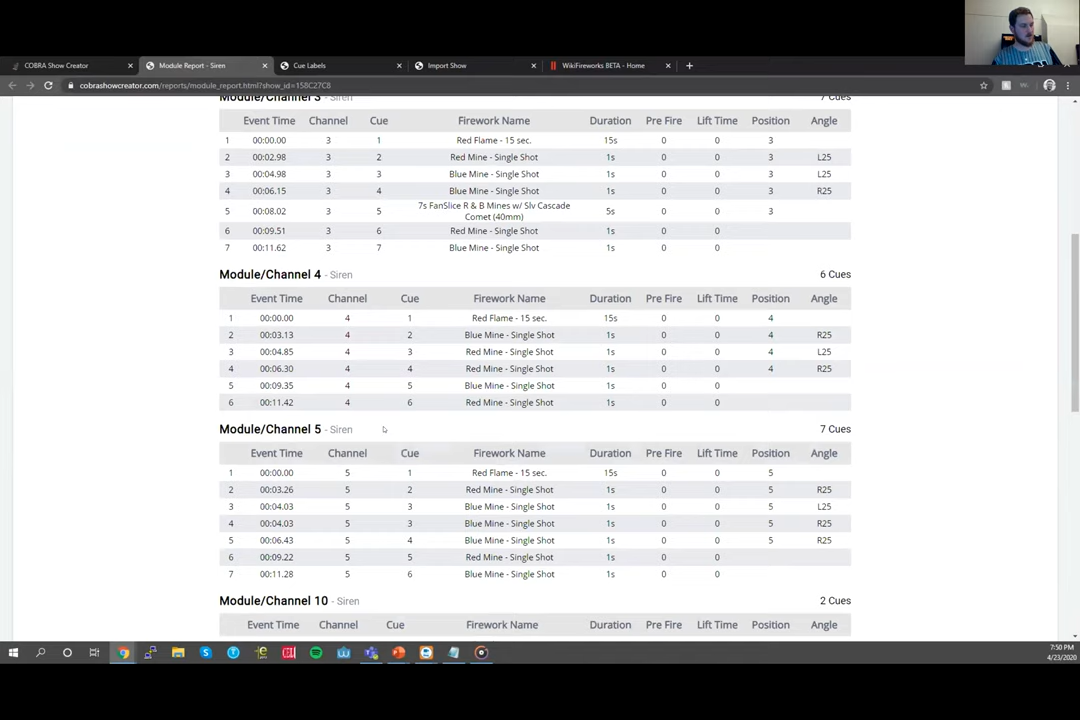 COBRA Show Creator
Module Report - Siren
Cue Labels
Import Show
WikiFireworks BETA - Home
cobrashowcreator.com/reports/module_report.html?show_id=158C27C8
Module/Channel 3 7 Cues
Event Time Channel Cue Firework Name Duration Pre Fire Lift Time Position Angle
1 00:00.00 3 1 Red Flame - 15 sec. 15s 0 0 3
2 00:02.98 3 2 Red Mine - Single Shot 1s 0 0 3 L25
3 00:04.98 3 3 Blue Mine - Single Shot 1s 0 0 3 L25
4 00:06.15 3 4 Blue Mine - Single Shot 1s 0 0 3 R25
5 00:08.02 3 5 7s FanSlice R & B Mines w/ Slv Cascade Comet (40mm) 5s 0 0 3
6 00:09.51 3 6 Red Mine - Single Shot 1s 0 0
7 00:11.62 3 7 Blue Mine - Single Shot 1s 0 0
Module/Channel 4 - Siren 6 Cues
Event Time Channel Cue Firework Name Duration Pre Fire Lift Time Position Angle
1 00:00.00 4 1 Red Flame - 15 sec. 15s 0 0 4
2 00:03.13 4 2 Blue Mine - Single Shot 1s 0 0 4 R25
3 00:04.85 4 3 Red Mine - Single Shot 1s 0 0 4 L25
4 00:06.30 4 4 Red Mine - Single Shot 1s 0 0 4 R25
5 00:09.35 4 5 Blue Mine - Single Shot 1s 0 0
6 00:11.42 4 6 Red Mine - Single Shot 1s 0 0
Module/Channel 5 - Siren 7 Cues
Event Time Channel Cue Firework Name Duration Pre Fire Lift Time Position Angle
1 00:00.00 5 1 Red Flame - 15 sec. 15s 0 0 5
2 00:03.26 5 2 Red Mine - Single Shot 1s 0 0 5 R25
3 00:04.03 5 3 Blue Mine - Single Shot 1s 0 0 5 L25
4 00:04.03 5 3 Blue Mine - Single Shot 1s 0 0 5 R25
5 00:06.43 5 4 Blue Mine - Single Shot 1s 0 0 5 R25
6 00:09.22 5 5 Red Mine - Single Shot 1s 0 0
7 00:11.28 5 6 Blue Mine - Single Shot 1s 0 0
Module/Channel 10 - Siren 2 Cues
Event Time Channel Cue Firework Name Duration Pre Fire Lift Time Position Angle
7:50 PM
4/23/2020